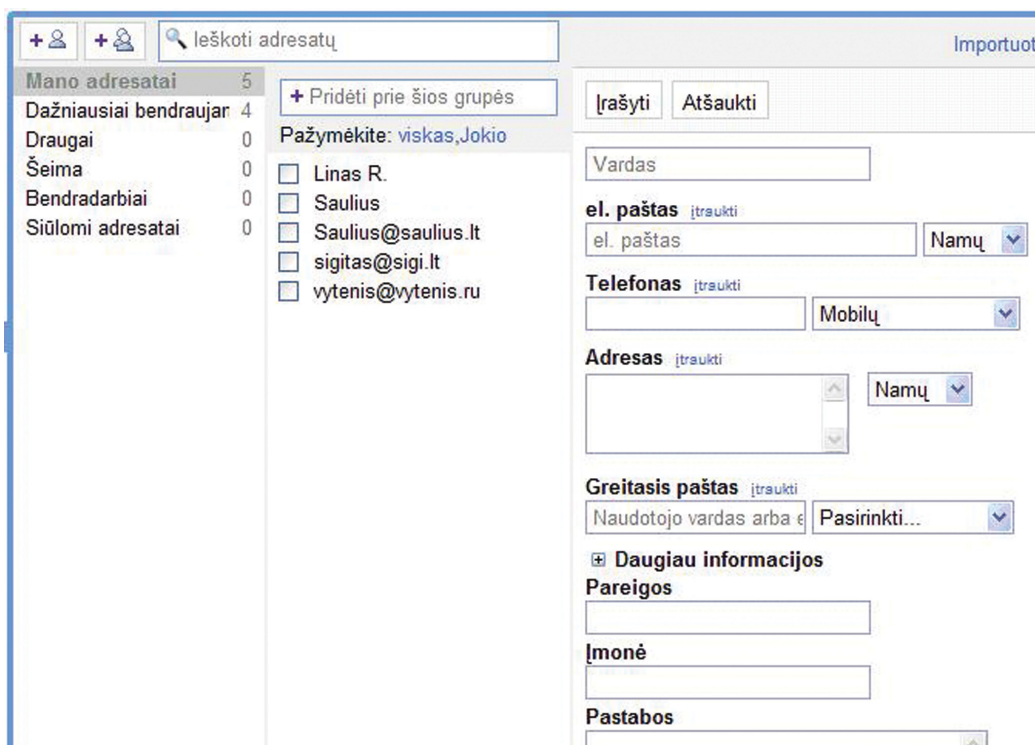 Ieškoti adresatų
Importuot
Mano adresatai 5
Dažniausiai bendraujan 4
Draugai 0
Šeima 0
Bendradarbiai 0
Siūlomi adresatai 0
+ Pridėti prie šios grupės
Pažymėkite: viskas,Jokio
Linas R.
Saulius
Saulius@saulius.lt
sigitas@sigi.lt
vytenis@vytenis.ru
Įrašyti Atšaukti
Vardas
el. paštas įtraukti
el. paštas Namų
Telefonas įtraukti
Mobilų
Adresas įtraukti
Namų
Greitasis paštas įtraukti
Naudotojo vardas arba e Pasirinkti...
Daugiau informacijos
Pareigos
Įmonė
Pastabos